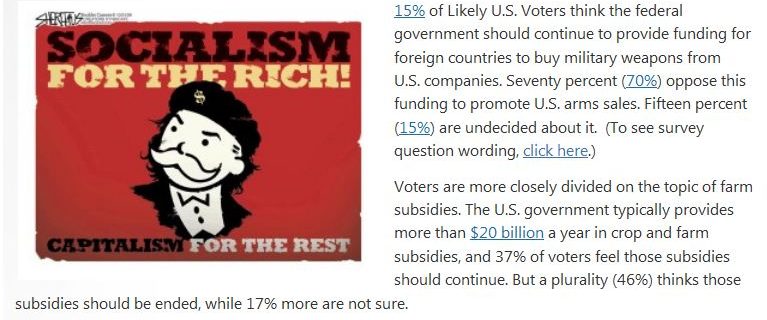 SOCIALISM
FOR THE RICH!
CAPITALISM FOR THE REST
15% of Likely U.S. Voters think the federal
government should continue to provide funding for
foreign countries to buy military weapons from
U.S. companies. Seventy percent (70%) oppose this
funding to promote U.S. arms sales. Fifteen percent
(15%) are undecided about it. (To see survey
question wording, click here.)
Voters are more closely divided on the topic of farm
subsidies. The U.S. government typically provides
more than $20 billion a year in crop and farm
subsidies, and 37% of voters feel those subsidies
should continue. But a plurality (46%) thinks those
subsidies should be ended, while 17% more are not sure.